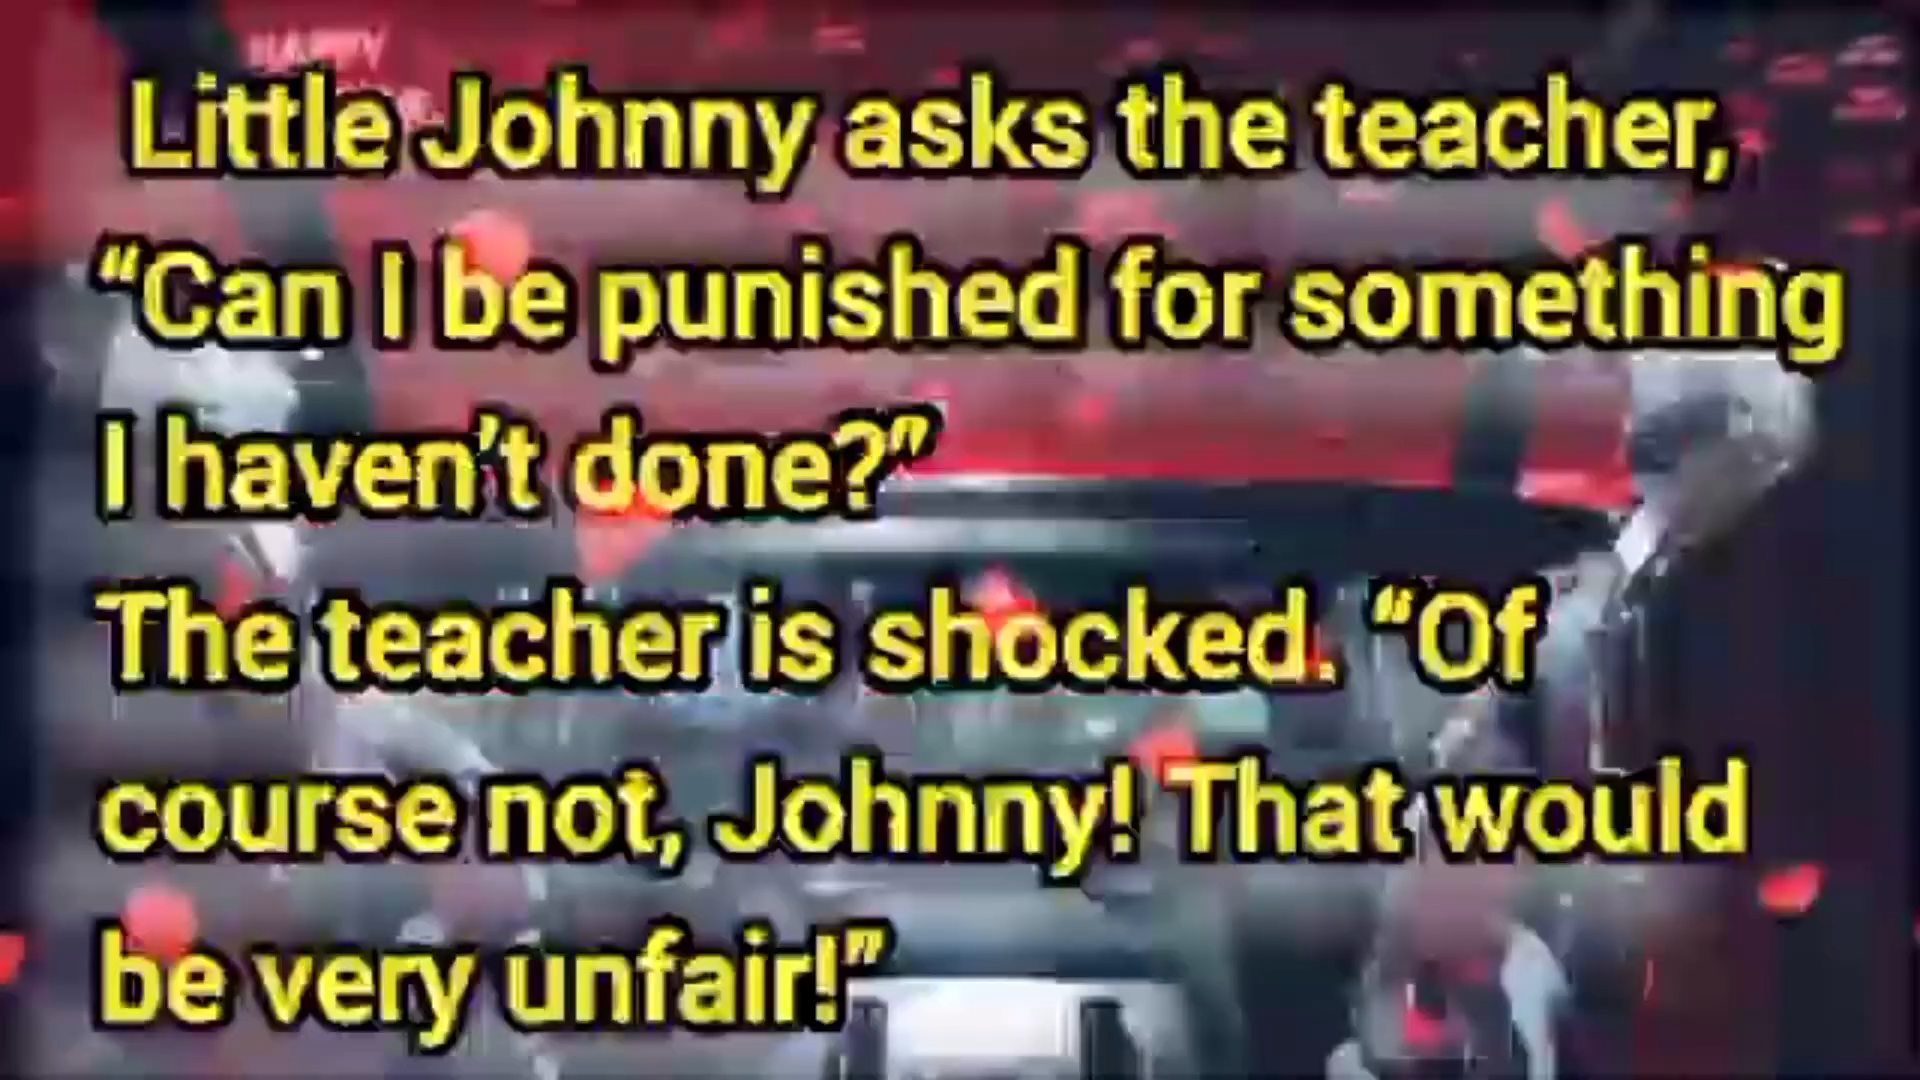 HAPPY
Little Johnny asks the teacher,
“Can I be punished for something
I haven’t done?”
The teacher is shocked. “Of
course not, Johnny! That would
be very unfair!”